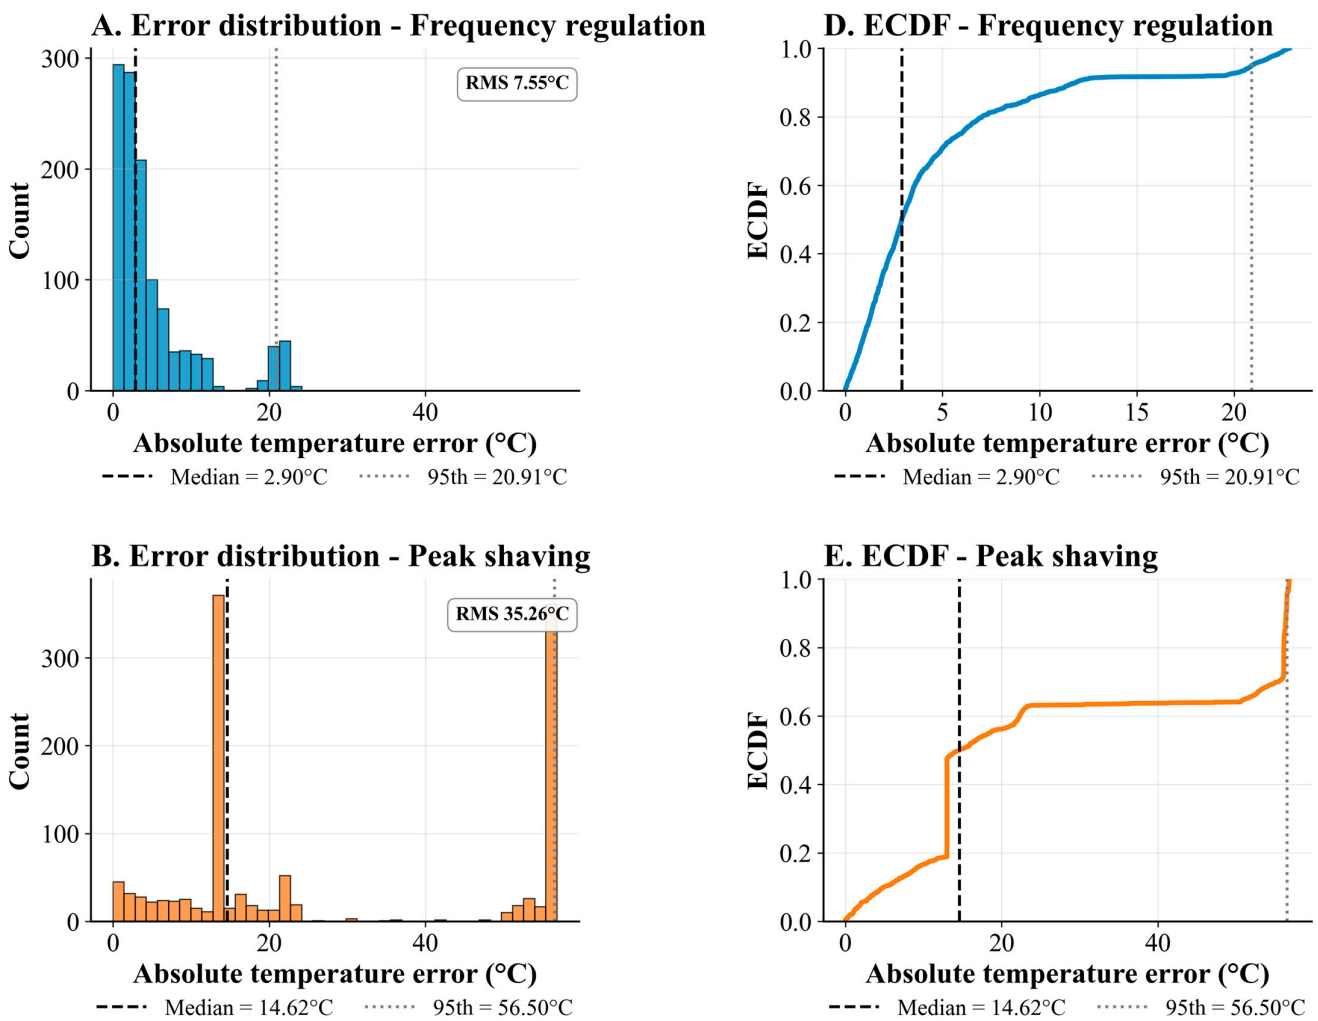 A. Error distribution - Frequency regulation
300
200
100
0
Count
RMS 7.55°C
0 20 40
Absolute temperature error (°C)
Median = 2.90°C 95th = 20.91°C
D. ECDF - Frequency regulation
1.0
0.8
0.6
0.4
0.2
0.0
ECDF
0 5 10 15 20
Absolute temperature error (°C)
Median = 2.90°C 95th = 20.91°C
B. Error distribution - Peak shaving
300
200
100
0
Count
RMS 35.26°C
0 20 40
Absolute temperature error (°C)
Median = 14.62°C 95th = 56.50°C
E. ECDF - Peak shaving
1.0
0.8
0.6
0.4
0.2
0.0
ECDF
0 20 40
Absolute temperature error (°C)
Median = 14.62°C 95th = 56.50°C